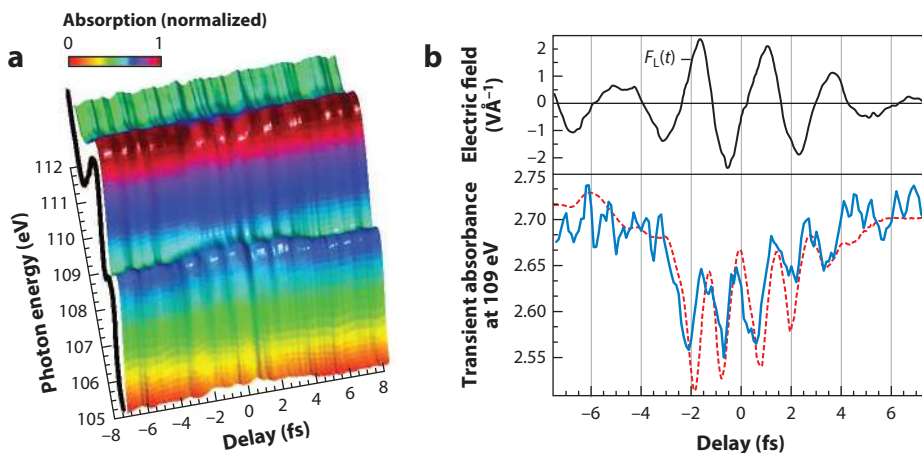 Absorption (normalized)
0 1
a
112
111
110
109
108
107
106
105
Photon energy (eV)
−8 −6 −4 −2 0 2 4 6 8
Delay (fs)
b
F_L(t)
2
1
0
−1
−2
Electric field
(VÅ⁻¹)
2.75
2.70
2.65
2.60
2.55
Transient absorbance
at 109 eV
−6 −4 −2 0 2 4 6
Delay (fs)